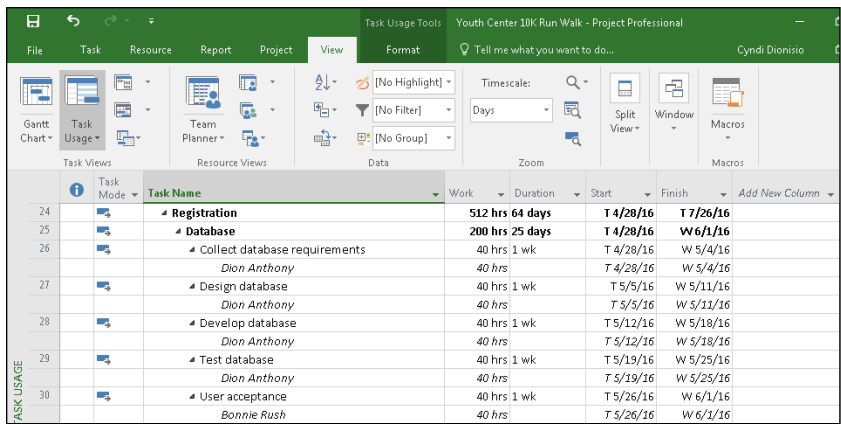 Task Usage Tools Youth Center 10K Run Walk - Project Professional
File Task Resource Report Project View Format Tell me what you want to do... Cyndi Dionisio
Gantt Chart Task Usage Team Planner [No Highlight] [No Filter] [No Group] Timescale: Days Split View Window Macros
Task Views Resource Views Data Zoom Macros
Task Mode Task Name Work Duration Start Finish Add New Column
24 Registration 512 hrs 64 days T 4/28/16 T 7/26/16
25 Database 200 hrs 25 days T 4/28/16 W 6/1/16
26 Collect database requirements 40 hrs 1 wk T 4/28/16 W 5/4/16
Dion Anthony 40 hrs T 4/28/16 W 5/4/16
27 Design database 40 hrs 1 wk T 5/5/16 W 5/11/16
Dion Anthony 40 hrs T 5/5/16 W 5/11/16
28 Develop database 40 hrs 1 wk T 5/12/16 W 5/18/16
Dion Anthony 40 hrs T 5/12/16 W 5/18/16
29 Test database 40 hrs 1 wk T 5/19/16 W 5/25/16
Dion Anthony 40 hrs T 5/19/16 W 5/25/16
30 User acceptance 40 hrs 1 wk T 5/26/16 W 6/1/16
Bonnie Rush 40 hrs T 5/26/16 W 6/1/16
TASK USAGE